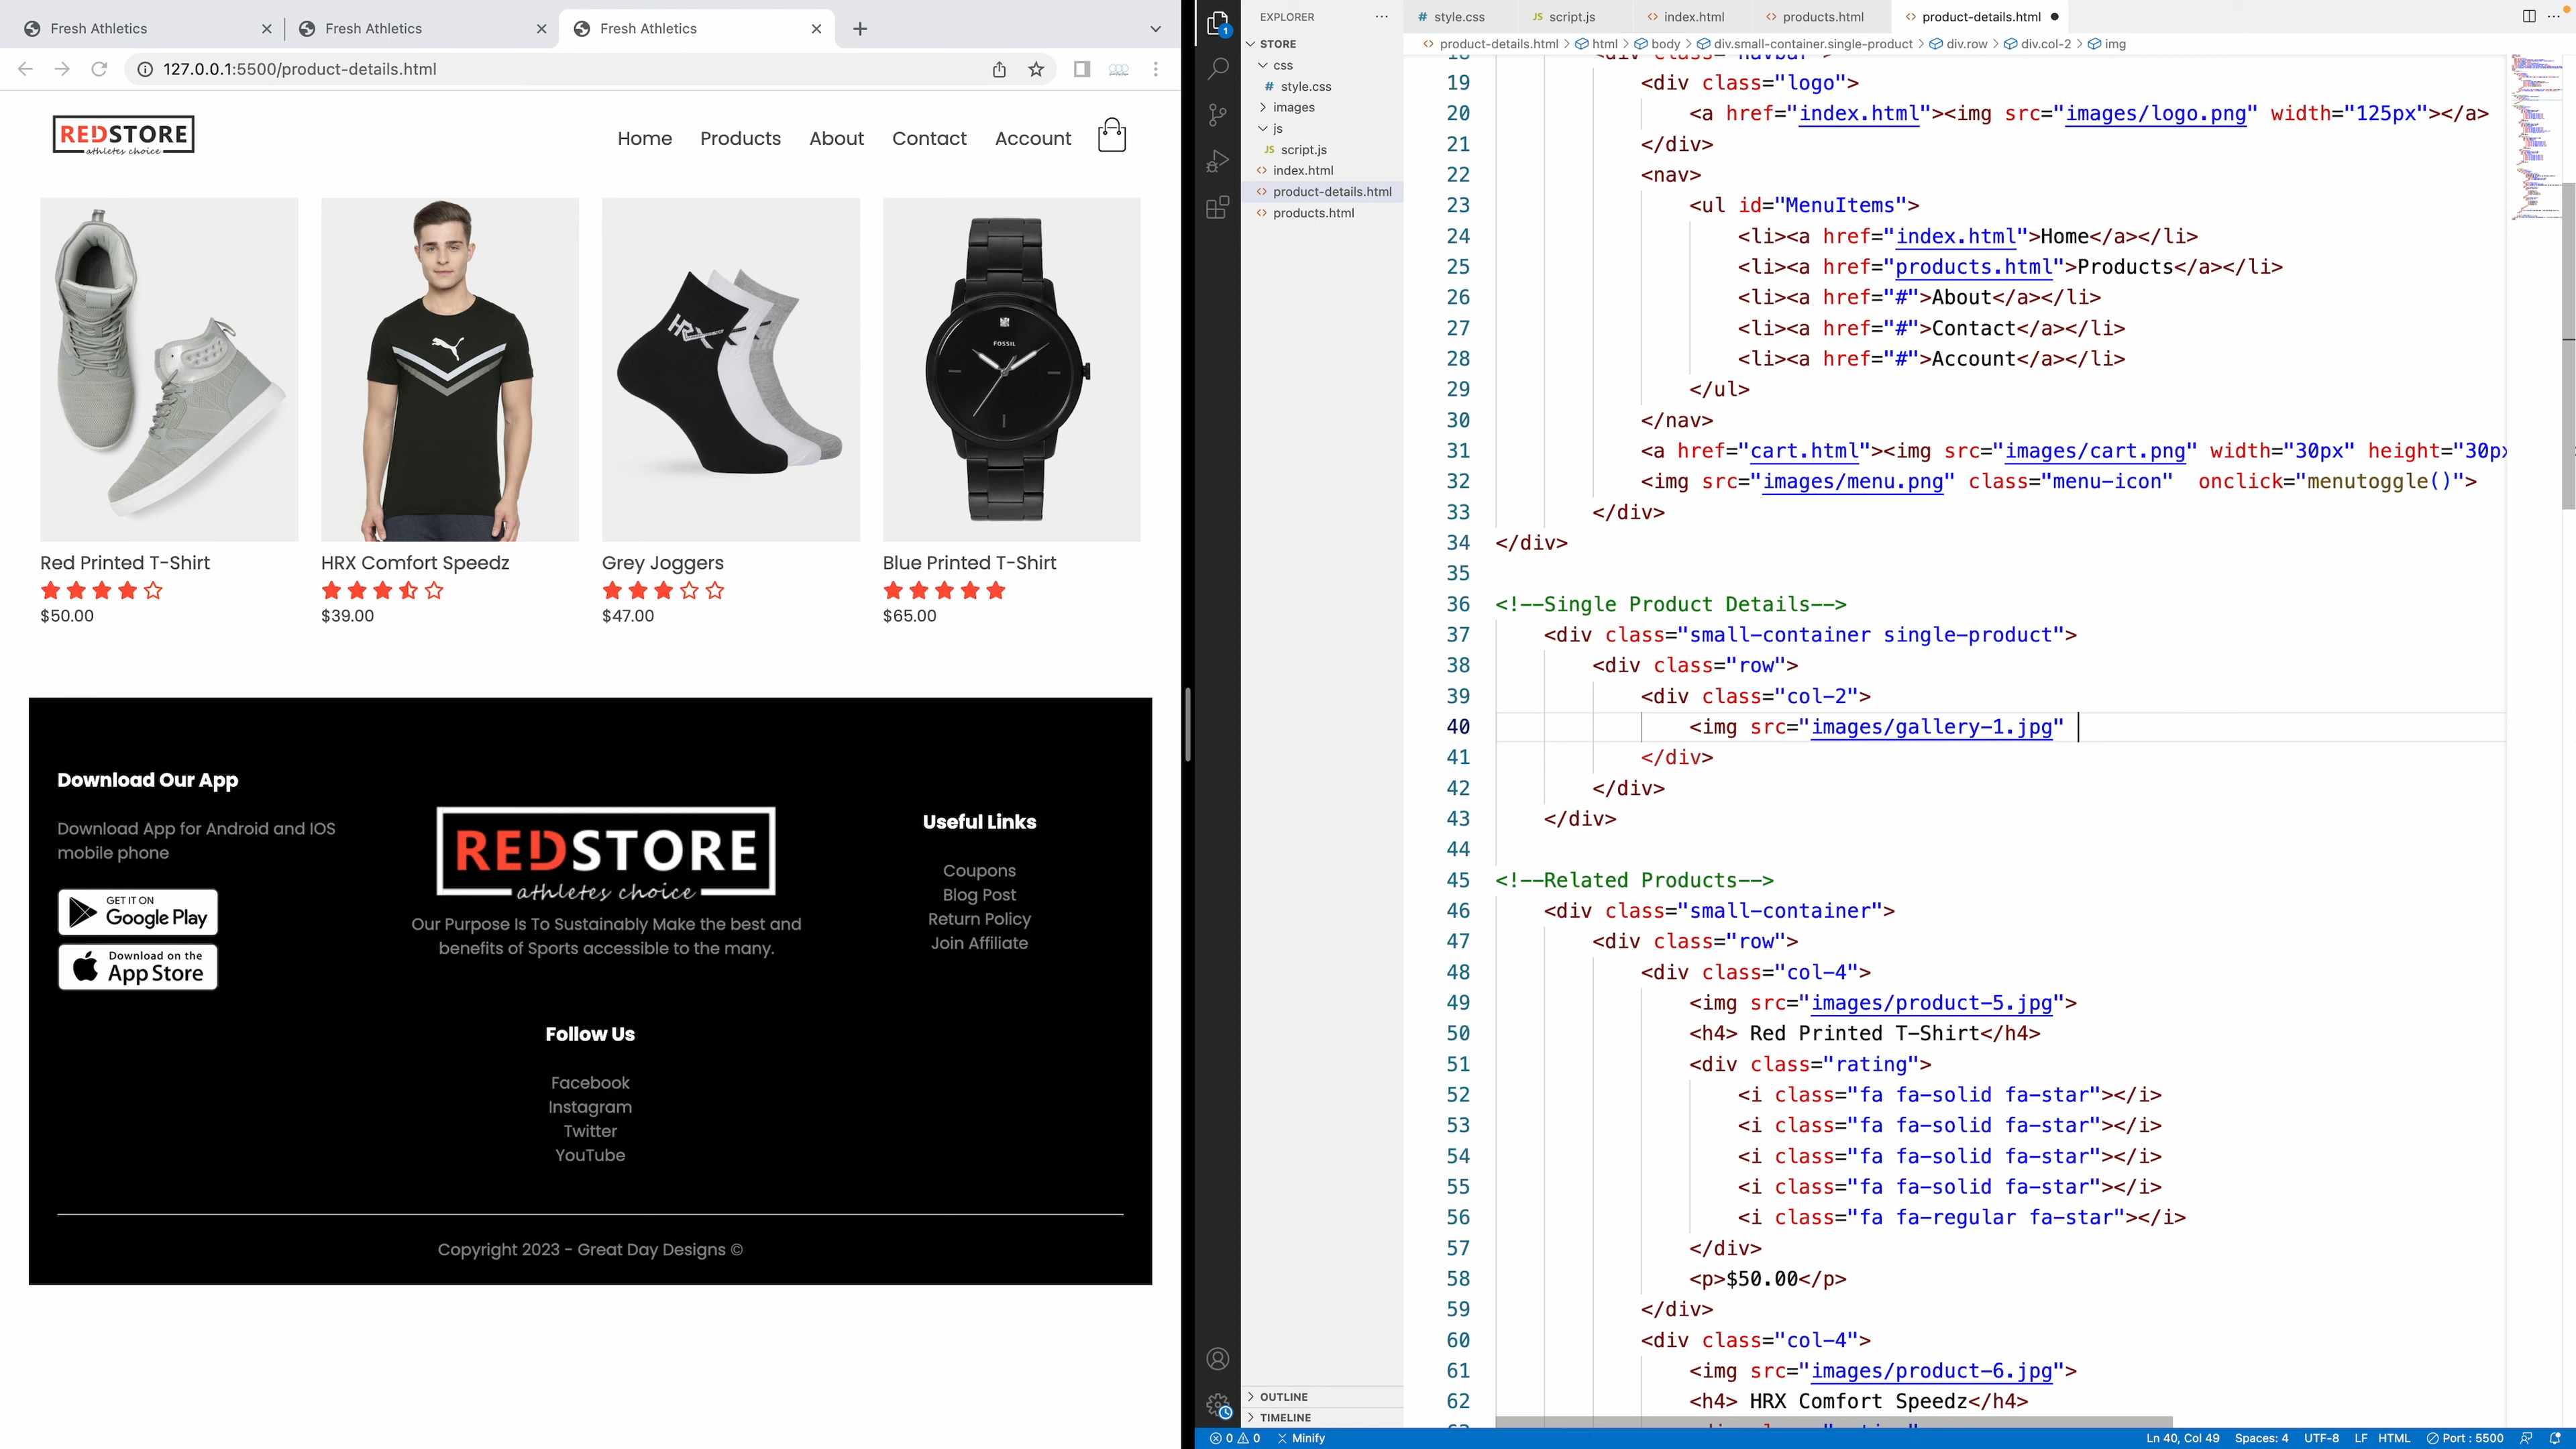 Fresh Athletics
Fresh Athletics
Fresh Athletics
127.0.0.1:5500/product-details.html
REDSTORE
athletes choice
Home Products About Contact Account
HRX
FOSSIL
Red Printed T-Shirt
$50.00
HRX Comfort Speedz
$39.00
Grey Joggers
$47.00
Blue Printed T-Shirt
$65.00
Download Our App
Download App for Android and IOS
mobile phone
GET IT ON
Google Play
Download on the
App Store
REDSTORE
athletes choice
Our Purpose Is To Sustainably Make the best and
benefits of Sports accessible to the many.
Useful Links
Coupons
Blog Post
Return Policy
Join Affiliate
Follow Us
Facebook
Instagram
Twitter
YouTube
Copyright 2023 - Great Day Designs ©
1
EXPLORER
STORE
css
# style.css
images
js
JS script.js
<> index.html
<> product-details.html
<> products.html
OUTLINE
TIMELINE
# style.css JS script.js <> index.html <> products.html <> product-details.html
<> product-details.html > html > body > div.small-container.single-product > div.row > div.col-2 > img
19 <div class="logo">
20 <a href="index.html"><img src="images/logo.png" width="125px"></a>
21 </div>
22 <nav>
23 <ul id="MenuItems">
24 <li><a href="index.html">Home</a></li>
25 <li><a href="products.html">Products</a></li>
26 <li><a href="#">About</a></li>
27 <li><a href="#">Contact</a></li>
28 <li><a href="#">Account</a></li>
29 </ul>
30 </nav>
31 <a href="cart.html"><img src="images/cart.png" width="30px" height="30px
32 <img src="images/menu.png" class="menu-icon"  onclick="menutoggle()">
33 </div>
34 </div>
35
36 <!--Single Product Details-->
37 <div class="small-container single-product">
38 <div class="row">
39 <div class="col-2">
40 <img src="images/gallery-1.jpg"
41 </div>
42 </div>
43 </div>
44
45 <!--Related Products-->
46 <div class="small-container">
47 <div class="row">
48 <div class="col-4">
49 <img src="images/product-5.jpg">
50 <h4> Red Printed T-Shirt</h4>
51 <div class="rating">
52 <i class="fa fa-solid fa-star"></i>
53 <i class="fa fa-solid fa-star"></i>
54 <i class="fa fa-solid fa-star"></i>
55 <i class="fa fa-solid fa-star"></i>
56 <i class="fa fa-regular fa-star"></i>
57 </div>
58 <p>$50.00</p>
59 </div>
60 <div class="col-4">
61 <img src="images/product-6.jpg">
62 <h4> HRX Comfort Speedz</h4>
0 0 Minify Ln 40, Col 49 Spaces: 4 UTF-8 LF HTML Port : 5500